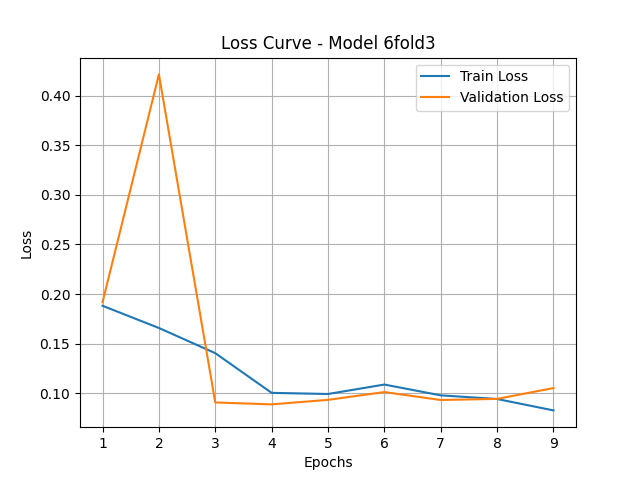 Loss Curve - Model 6fold3
Train Loss
Validation Loss
0.40
0.35
0.30
0.25
0.20
0.15
0.10
Loss
1 2 3 4 5 6 7 8 9
Epochs